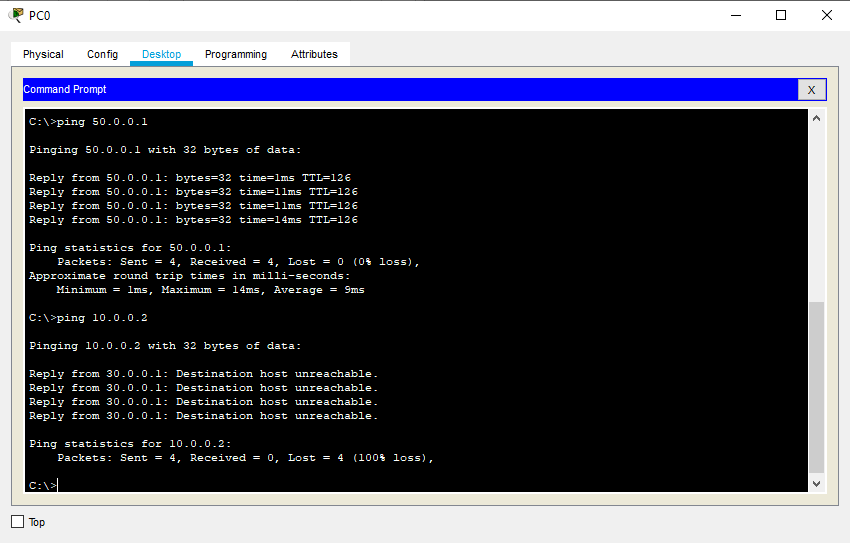 PC0
Physical Config Desktop Programming Attributes
Command Prompt X
C:\>ping 50.0.0.1
Pinging 50.0.0.1 with 32 bytes of data:
Reply from 50.0.0.1: bytes=32 time=1ms TTL=126
Reply from 50.0.0.1: bytes=32 time=11ms TTL=126
Reply from 50.0.0.1: bytes=32 time=11ms TTL=126
Reply from 50.0.0.1: bytes=32 time=14ms TTL=126
Ping statistics for 50.0.0.1:
Packets: Sent = 4, Received = 4, Lost = 0 (0% loss),
Approximate round trip times in milli-seconds:
Minimum = 1ms, Maximum = 14ms, Average = 9ms
C:\>ping 10.0.0.2
Pinging 10.0.0.2 with 32 bytes of data:
Reply from 30.0.0.1: Destination host unreachable.
Reply from 30.0.0.1: Destination host unreachable.
Reply from 30.0.0.1: Destination host unreachable.
Reply from 30.0.0.1: Destination host unreachable.
Ping statistics for 10.0.0.2:
Packets: Sent = 4, Received = 0, Lost = 4 (100% loss),
C:\>
Top